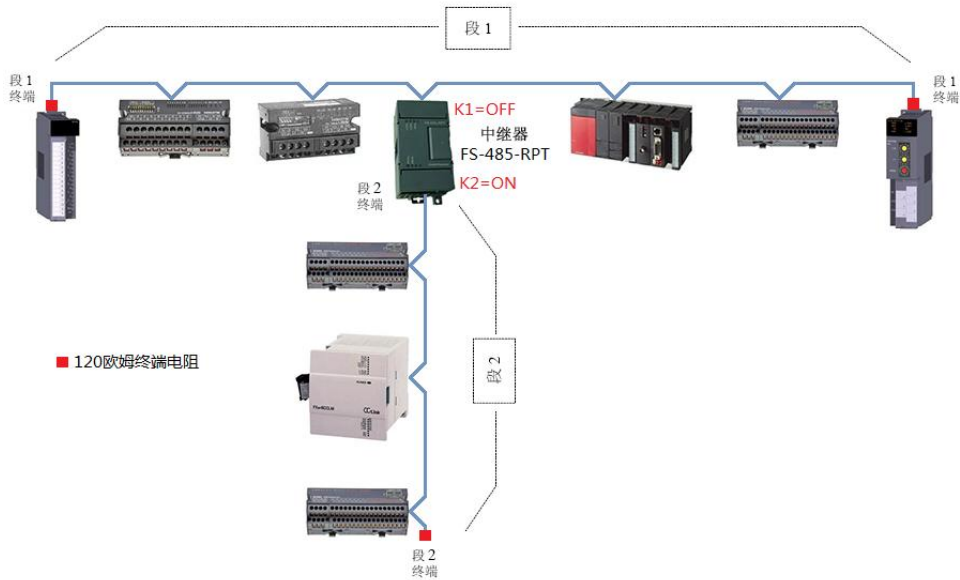 段 1
段 1
终端
段 1
终端
K1=OFF
中继器
FS-485-RPT
K2=ON
段 2
终端
段 2
120欧姆终端电阻
CC-Link
段 2
终端